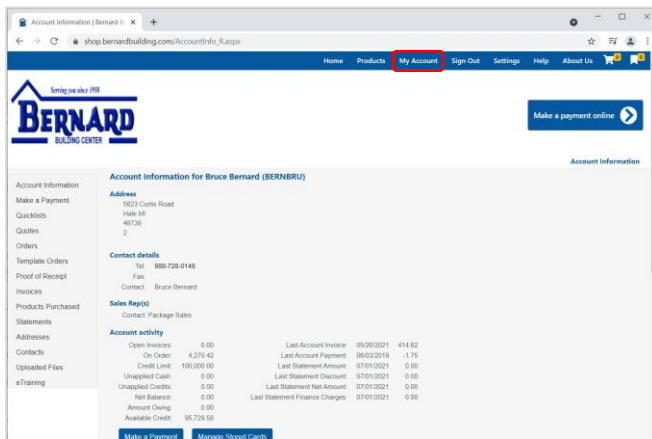 Account Information | Bernard B
shop.bernardbuilding.com/AccountInfo_R.aspx
Home Products My Account Sign Out Settings Help About Us 0 0
Serving you since 1918
BERNARD
BUILDING CENTER
Make a payment online
Account Information
Account Information for Bruce Bernard (BERNBRU)
Account Information
Make a Payment
Quicklists
Quotes
Orders
Template Orders
Proof of Receipt
Invoices
Products Purchased
Statements
Addresses
Contacts
Uploaded Files
eTraining
Address
5823 Curtis Road
Hale MI
48739
2
Contact details
Tel: 989-728-0149
Fax:
Contact: Bruce Bernard
Sales Rep(s)
Contact: Package Sales
Account activity
Open Invoices: 0.00 Last Account Invoice: 05/26/2021 414.62
On Order: 4,270.42 Last Account Payment: 06/03/2019 -1.75
Credit Limit: 100,000.00 Last Statement Amount: 07/01/2021 0.00
Unapplied Cash: 0.00 Last Statement Discount: 07/01/2021 0.00
Unapplied Credits: 0.00 Last Statement Net Amount: 07/01/2021 0.00
Net Balance: 0.00 Last Statement Finance Charges: 07/01/2021 0.00
Amount Owing: 0.00
Available Credit: 95,729.58
Make a Payment Manage Stored Cards